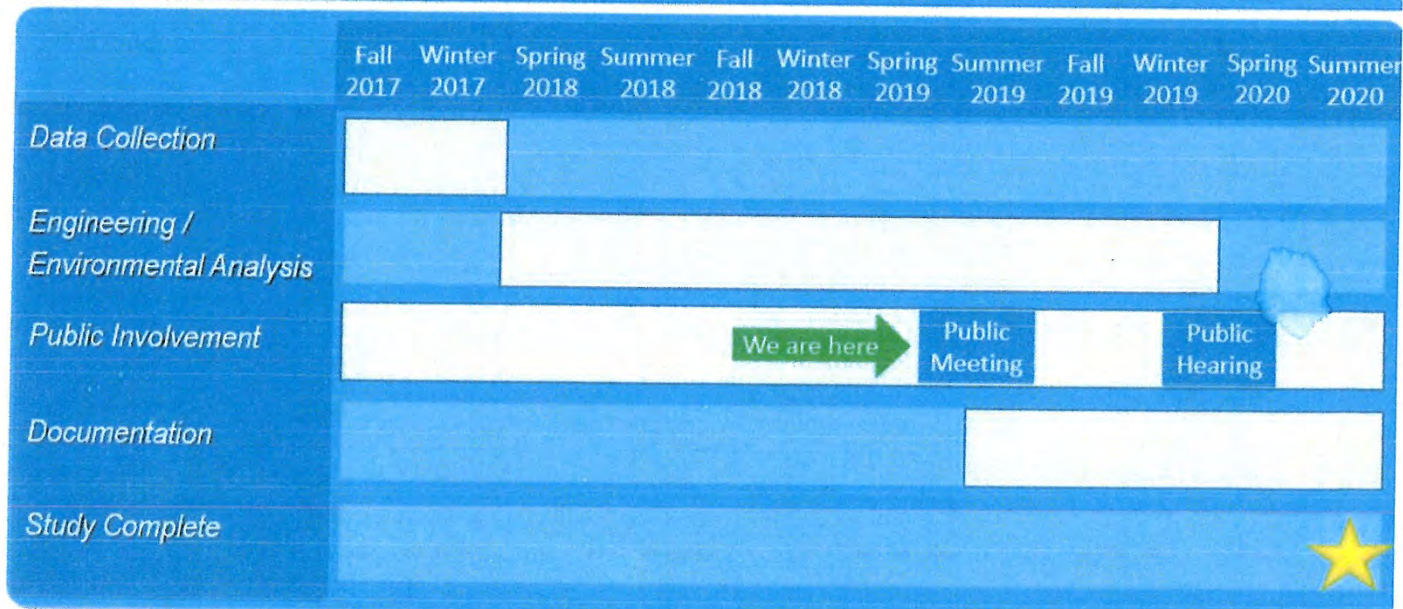 Fall Winter Spring Summer Fall Winter Spring Summer Fall Winter Spring Summer
2017 2017 2018 2018 2018 2018 2019 2019 2019 2019 2020 2020
Data Collection
Engineering /
Environmental Analysis
Public Involvement
We are here
Public
Meeting
Public
Hearing
Documentation
Study Complete